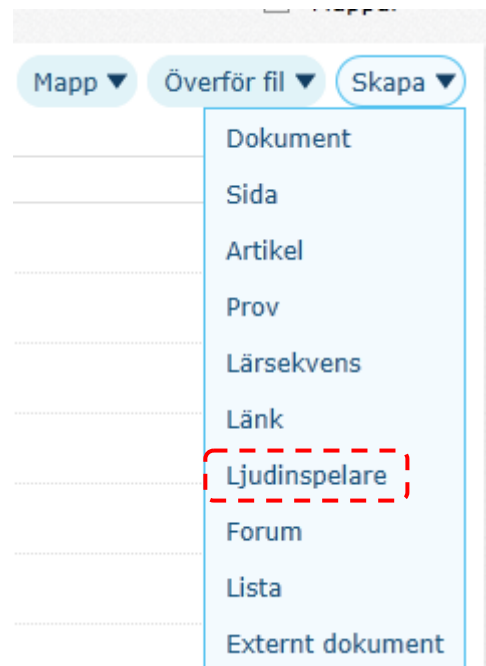 Mapp ▼ Överför fil ▼ Skapa ▼
Dokument
Sida
Artikel
Prov
Lärsekvens
Länk
Ljudinspelare
Forum
Lista
Externt dokument